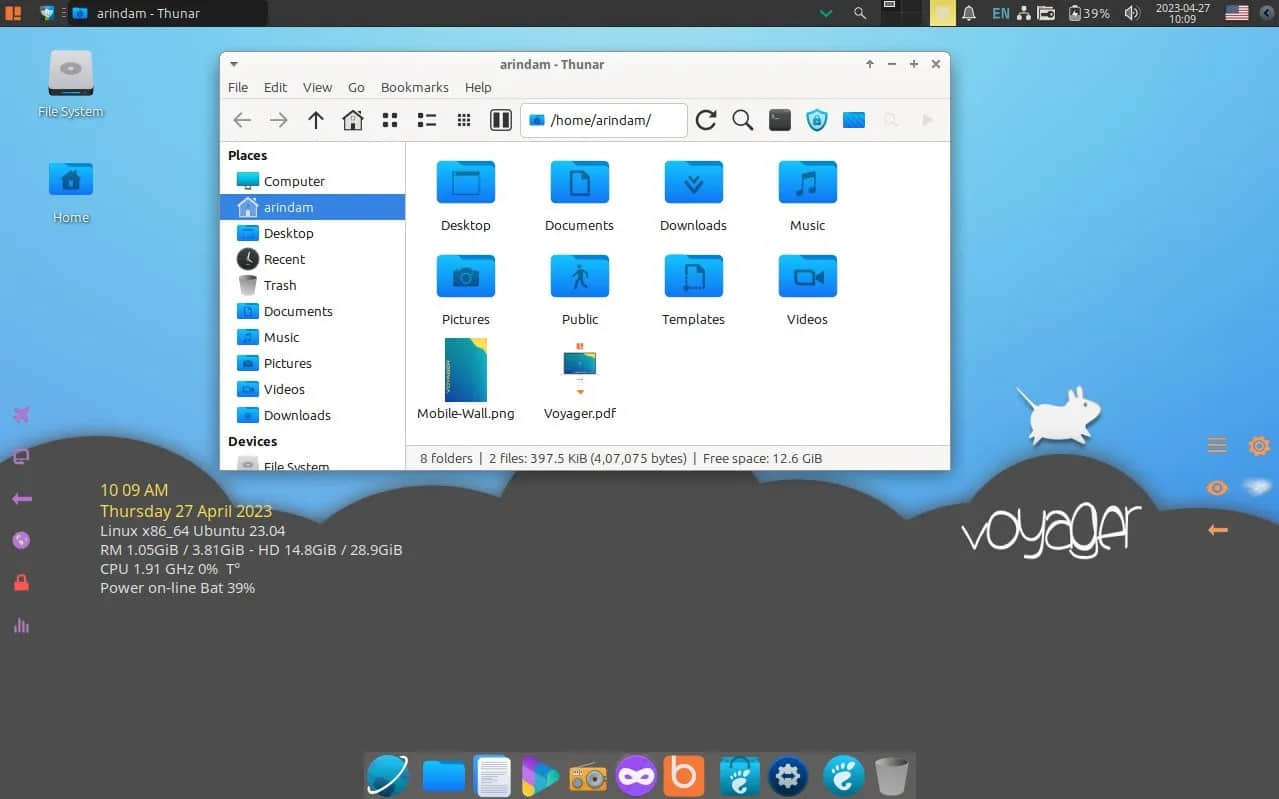 arindam - Thunar
EN
39%
2023-04-27
10:09
File System
Home
arindam - Thunar
File Edit View Go Bookmarks Help
/home/arindam/
Places
Computer
arindam
Desktop
Recent
Trash
Documents
Music
Pictures
Videos
Downloads
Devices
File System
Desktop Documents Downloads Music
Pictures Public Templates Videos
Mobile-Wall.png Voyager.pdf
8 folders | 2 files: 397.5 KiB (4,07,075 bytes) | Free space: 12.6 GiB
10 09 AM
Thursday 27 April 2023
Linux x86_64 Ubuntu 23.04
RM 1.05GiB / 3.81GiB - HD 14.8GiB / 28.9GiB
CPU 1.91 GHz 0% T°
Power on-line Bat 39%
voyager